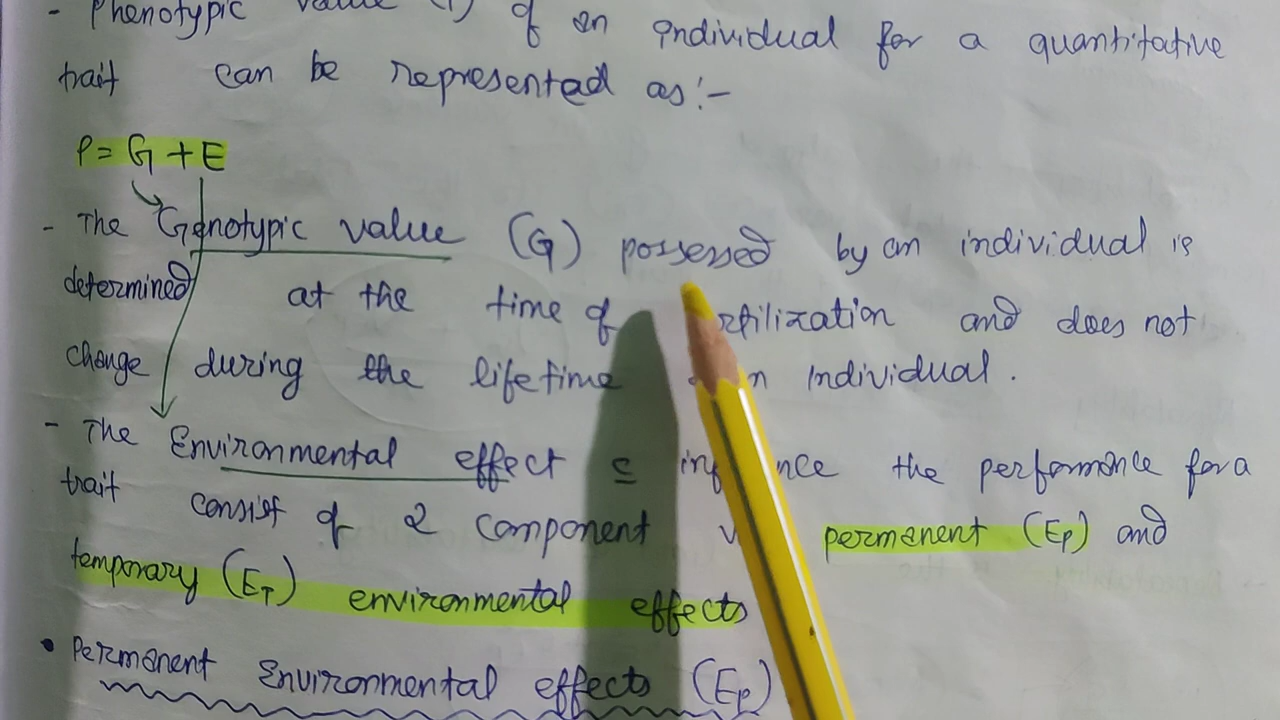 - Phenotypic value (P) of an individual for a quantitative
trait can be represented as:-
P = G + E
- The Genotypic value (G) possessed by an individual is
determined at the time of rtilization and does not
change during the lifetime n individual.
- The Environmental effect c inf nce the performance for a
trait consist of 2 component permanent (Ep) and
temporary (ET) environmental effects
• Permanent Environmental effects (Ep)